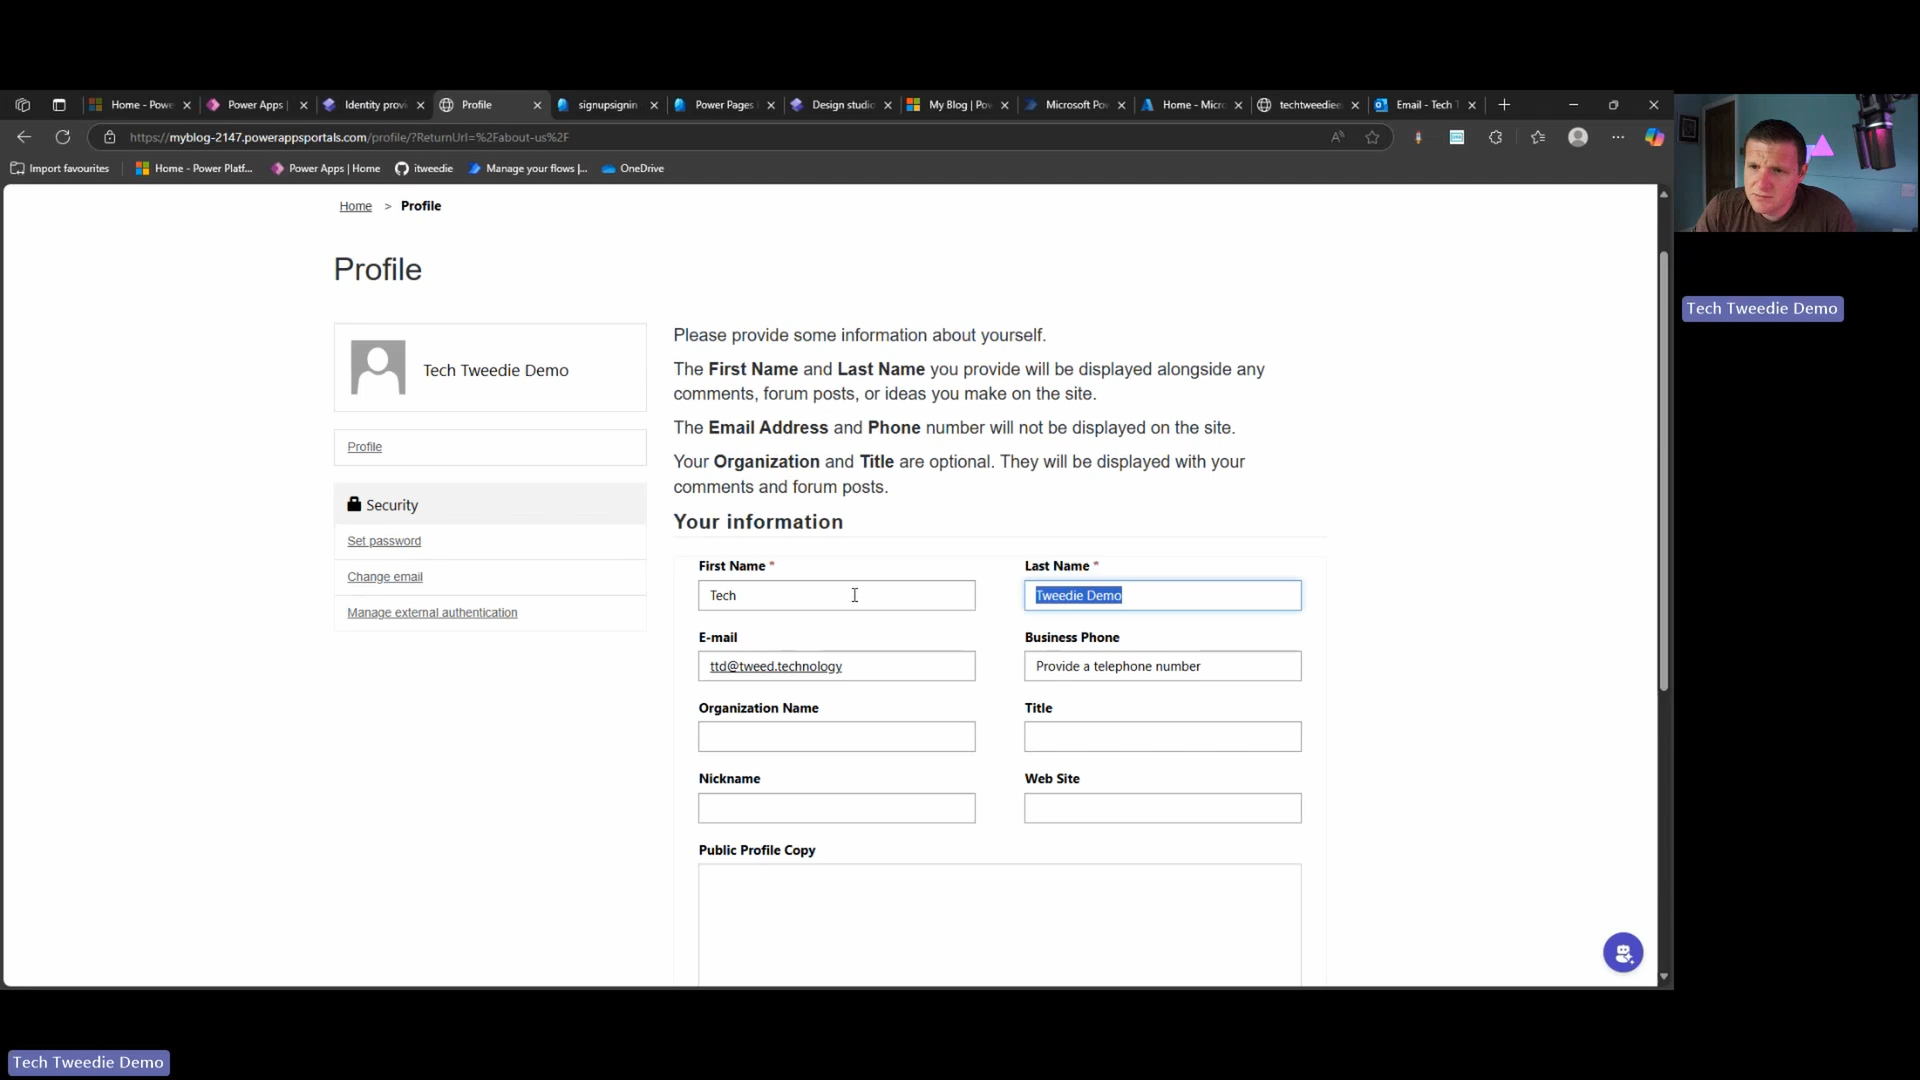 Home - Powe
Power Apps |
Identity provi
Profile
signupsignin
Power Pages
Design studio
My Blog | Pow
Microsoft Pow
Home - Micr
techtweedie
Email - Tech T
https://myblog-2147.powerappsportals.com/profile/?ReturnUrl=%2Fabout-us%2F
Import favourites
Home - Power Platf...
Power Apps | Home
itweedie
Manage your flows |...
OneDrive
Home > Profile
Profile
Tech Tweedie Demo
Profile
Security
Set password
Change email
Manage external authentication
Please provide some information about yourself.
The First Name and Last Name you provide will be displayed alongside any
comments, forum posts, or ideas you make on the site.
The Email Address and Phone number will not be displayed on the site.
Your Organization and Title are optional. They will be displayed with your
comments and forum posts.
Your information
First Name *
Last Name *
Tech
Tweedie Demo
E-mail
Business Phone
ttd@tweed.technology
Provide a telephone number
Organization Name
Title
Nickname
Web Site
Public Profile Copy
Tech Tweedie Demo
Tech Tweedie Demo